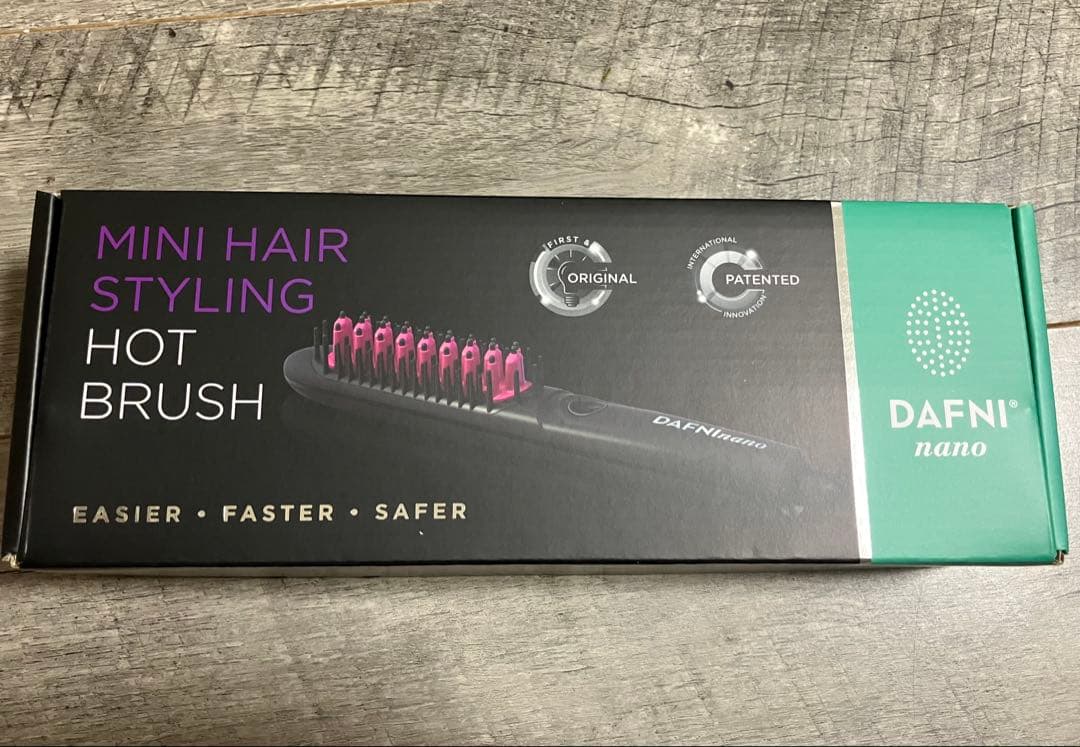 MINI HAIR
STYLING
HOT
BRUSH
FIRST &
ORIGINAL
INTERNATIONAL
PATENTED
INNOVATION
DAFNInano
EASIER • FASTER • SAFER
DAFNI®
nano